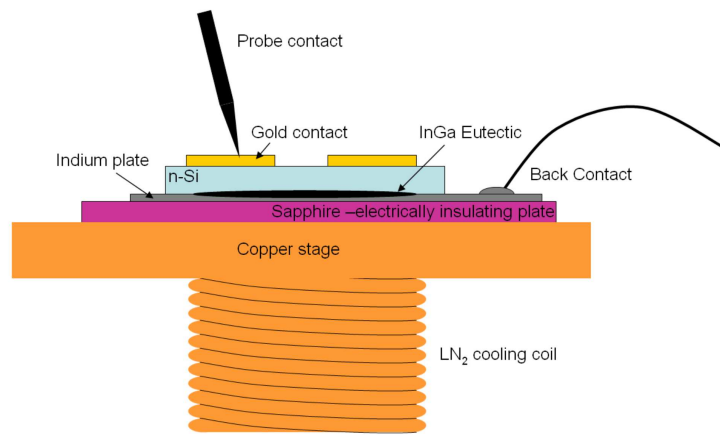 Probe contact
Gold contact
InGa Eutectic
Indium plate
n-Si
Back Contact
Sapphire –electrically insulating plate
Copper stage
LN₂ cooling coil